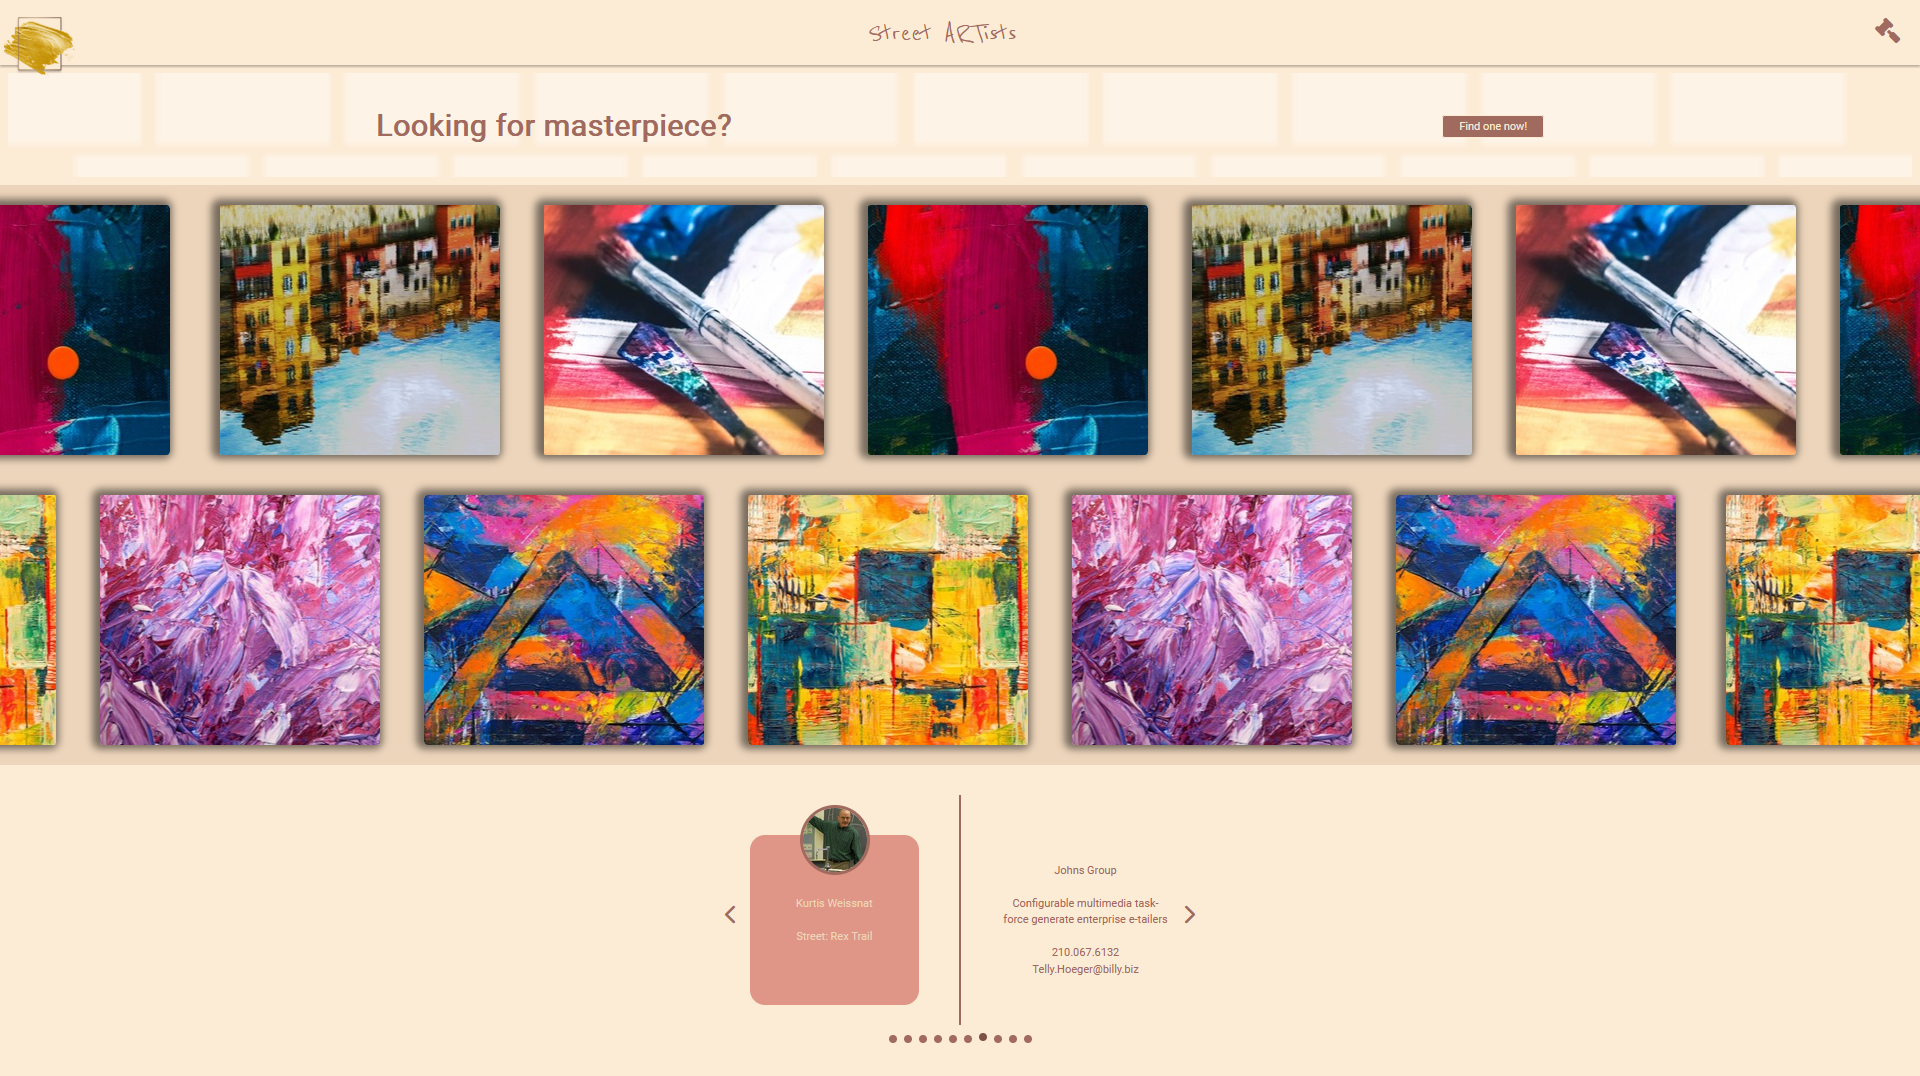 Street ARTists
Looking for masterpiece?
Find one now!
Kurtis Weissnat
Street: Rex Trail
Johns Group
Configurable multimedia task-
force generate enterprise e-tailers
210.067.6132
Telly.Hoeger@billy.biz